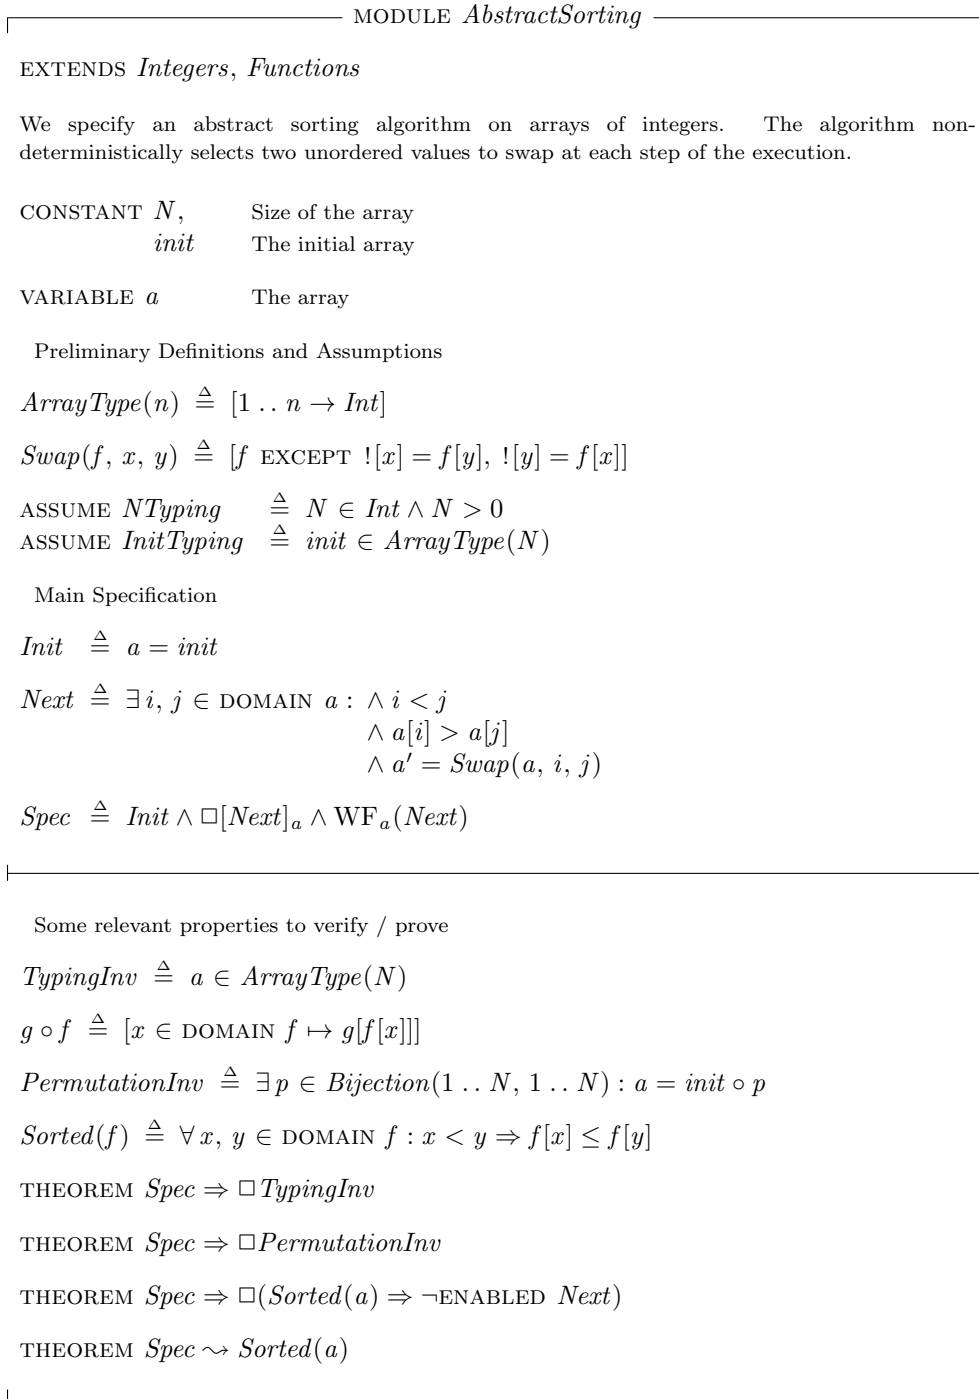 MODULE AbstractSorting
EXTENDS Integers, Functions
We specify an abstract sorting algorithm on arrays of integers. The algorithm non-
deterministically selects two unordered values to swap at each step of the execution.
CONSTANT N, Size of the array
init The initial array
VARIABLE a The array
Preliminary Definitions and Assumptions
ArrayType(n) ≜ [1 .. n → Int]
Swap(f, x, y) ≜ [f EXCEPT ![x] = f[y], ![y] = f[x]]
ASSUME NTyping ≜ N ∈ Int ∧ N > 0
ASSUME InitTyping ≜ init ∈ ArrayType(N)
Main Specification
Init ≜ a = init
Next ≜ ∃ i, j ∈ DOMAIN a : ∧ i < j
∧ a[i] > a[j]
∧ a′ = Swap(a, i, j)
Spec ≜ Init ∧ □[Next]ₐ ∧ WFₐ(Next)
Some relevant properties to verify / prove
TypingInv ≜ a ∈ ArrayType(N)
g ∘ f ≜ [x ∈ DOMAIN f ↦ g[f[x]]]
PermutationInv ≜ ∃ p ∈ Bijection(1 .. N, 1 .. N) : a = init ∘ p
Sorted(f) ≜ ∀ x, y ∈ DOMAIN f : x < y ⇒ f[x] ≤ f[y]
THEOREM Spec ⇒ □TypingInv
THEOREM Spec ⇒ □PermutationInv
THEOREM Spec ⇒ □(Sorted(a) ⇒ ¬ENABLED Next)
THEOREM Spec ⤳ Sorted(a)